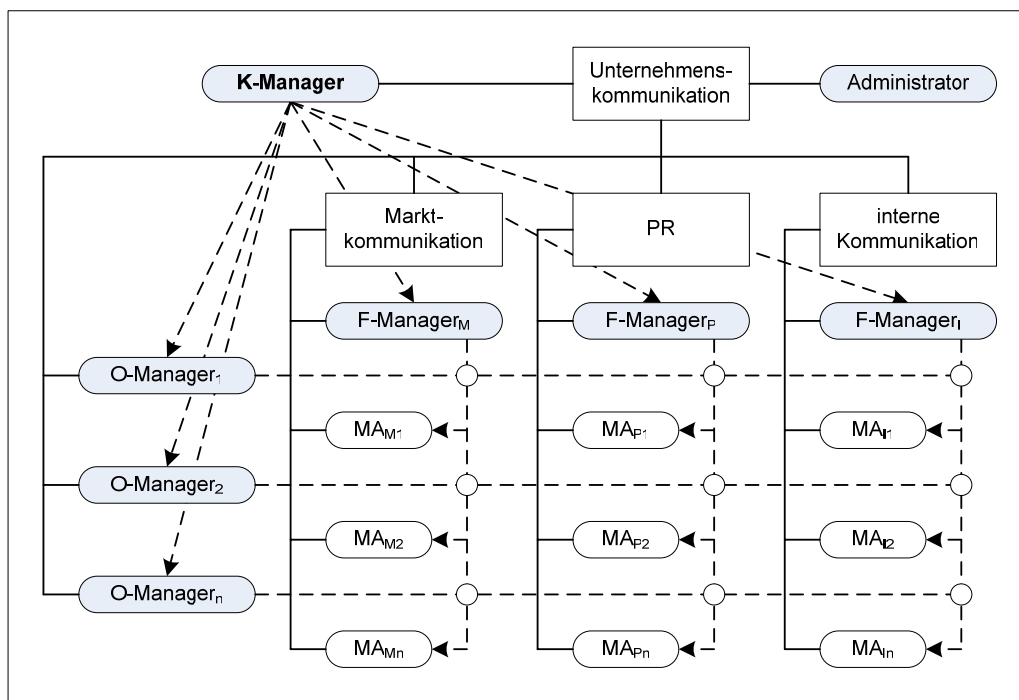 K-Manager
Unternehmens-
kommunikation
Administrator
Markt-
kommunikation
PR
interne
Kommunikation
F-ManagerM
F-ManagerP
F-ManagerI
O-Manager1
MAM1
MAP1
MAI1
O-Manager2
MAM2
MAP2
MAI2
O-Managern
MAMn
MAPn
MAIn